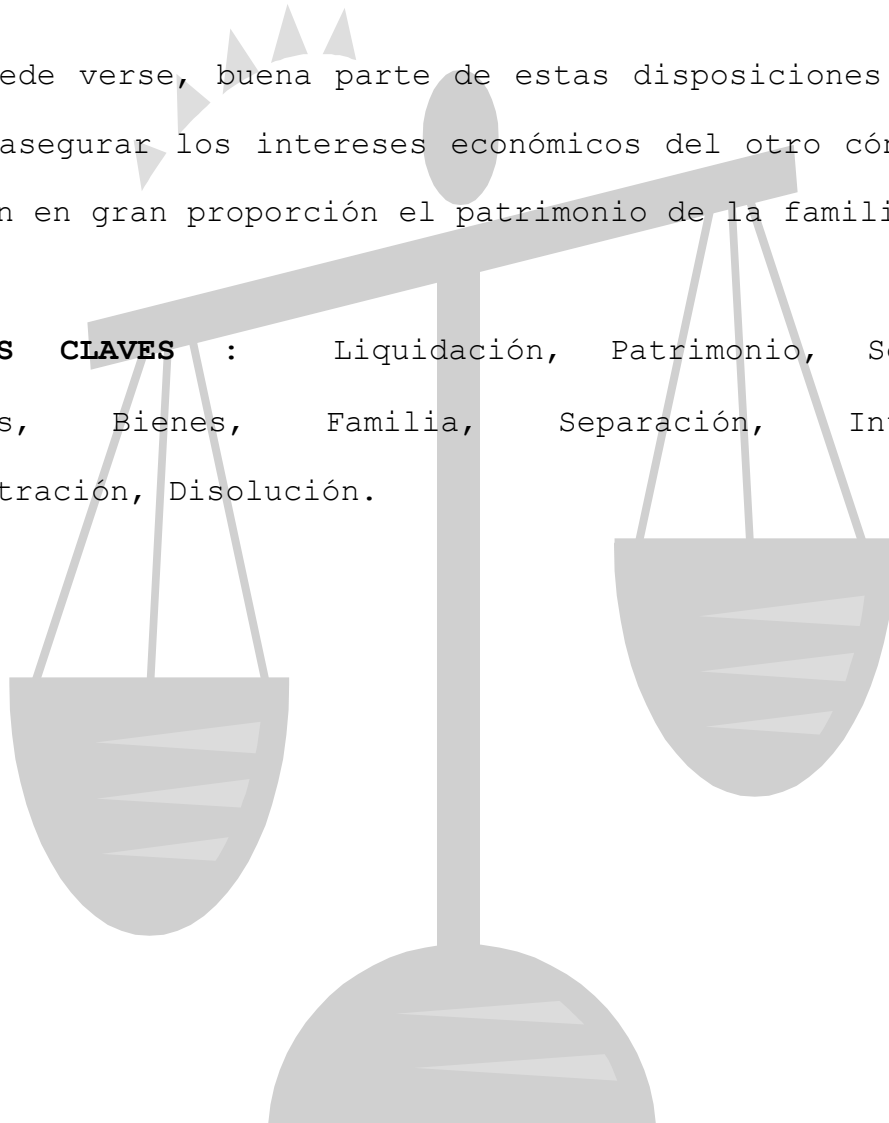 ede verse, buena parte de estas disposiciones
asegurar los intereses económicos del otro cón
n en gran proporción el patrimonio de la famili
S CLAVES : Liquidación, Patrimonio, S
s, Bienes, Familia, Separación, In
tración, Disolución.